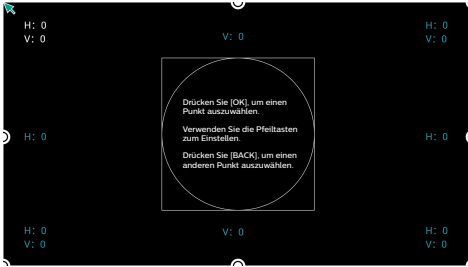 H: 0
V: 0
V: 0
H: 0
V: 0
Drücken Sie [OK], um einen
Punkt auszuwählen.
Verwenden Sie die Pfeiltasten
zum Einstellen.
Drücken Sie [BACK], um einen
anderen Punkt auszuwählen.
H: 0
H: 0
H: 0
V: 0
V: 0
H: 0
V: 0